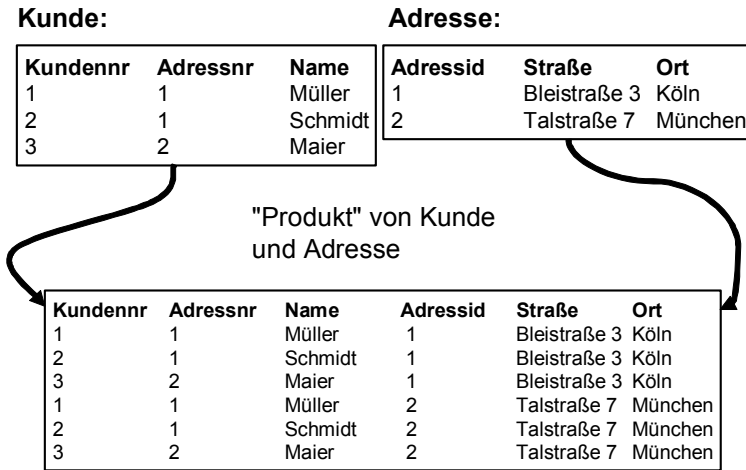 Kunde:
Kundennr Adressnr Name
1 1 Müller
2 1 Schmidt
3 2 Maier
Adresse:
Adressid Straße Ort
1 Bleistraße 3 Köln
2 Talstraße 7 München
"Produkt" von Kunde
und Adresse
Kundennr Adressnr Name Adressid Straße Ort
1 1 Müller 1 Bleistraße 3 Köln
2 1 Schmidt 1 Bleistraße 3 Köln
3 2 Maier 1 Bleistraße 3 Köln
1 1 Müller 2 Talstraße 7 München
2 1 Schmidt 2 Talstraße 7 München
3 2 Maier 2 Talstraße 7 München